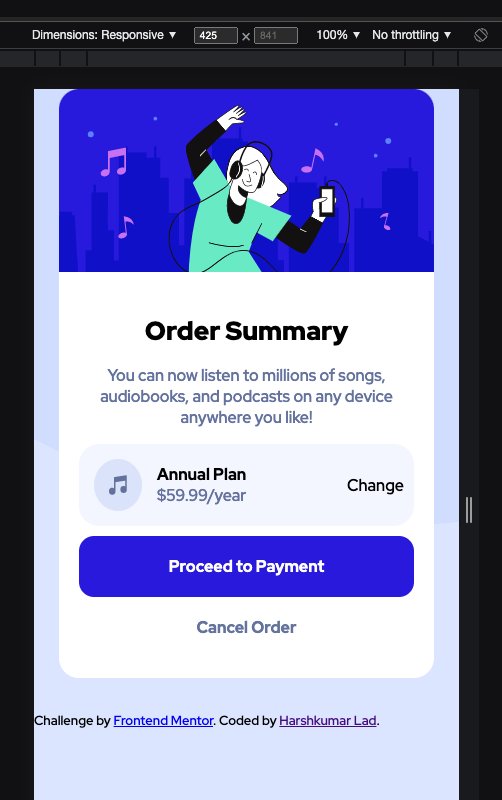 Dimensions: Responsive ▼ 425 × 841 100% ▼ No throttling ▼
Order Summary
You can now listen to millions of songs,
audiobooks, and podcasts on any device
anywhere you like!
Annual Plan
$59.99/year
Change
Proceed to Payment
Cancel Order
Challenge by Frontend Mentor. Coded by Harshkumar Lad.